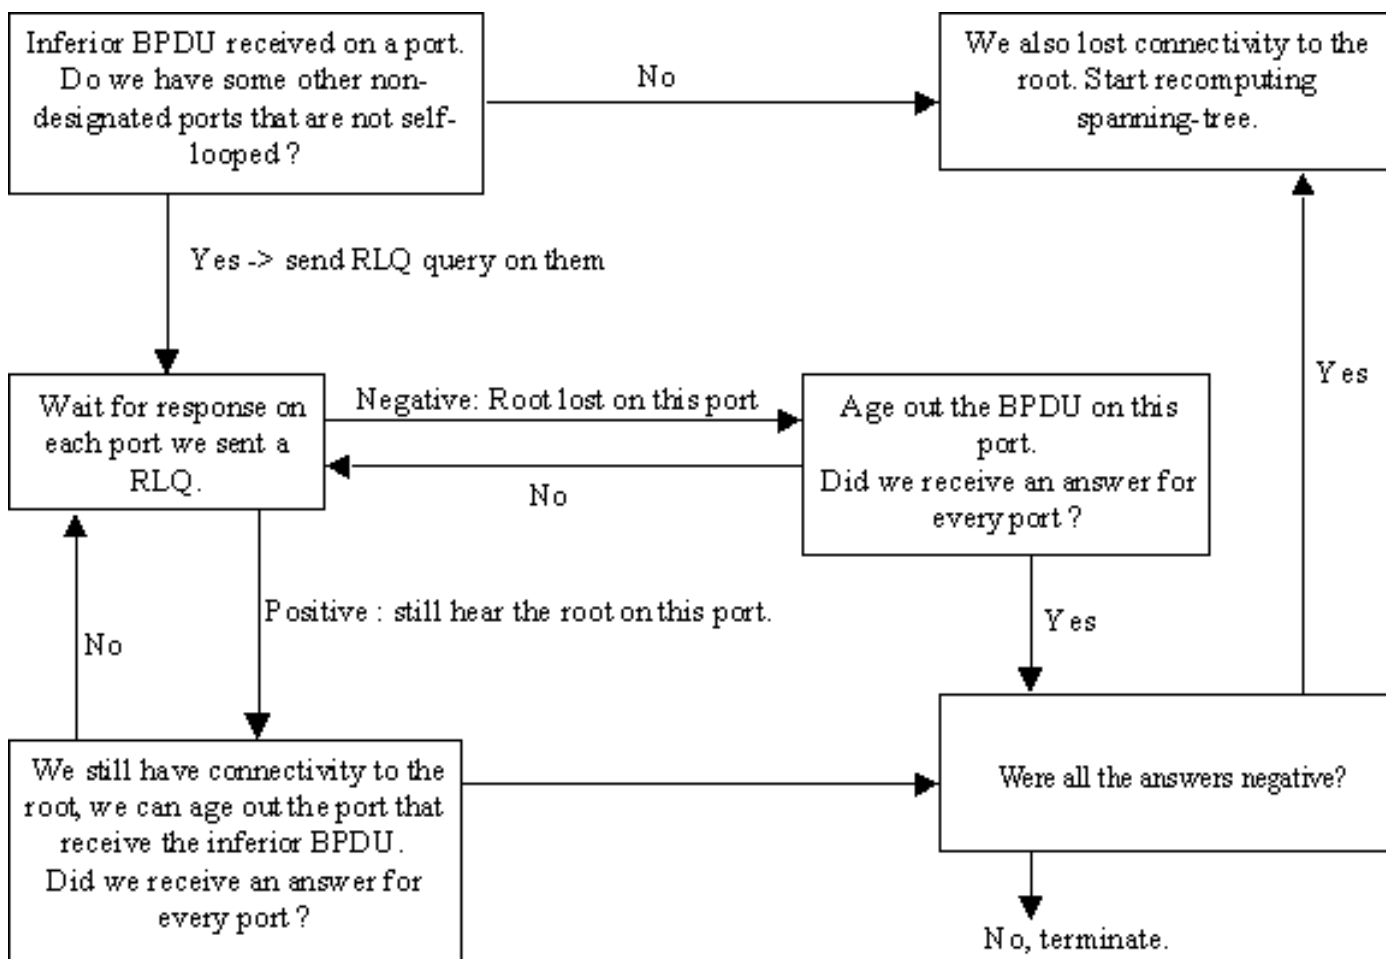 Inferior BPDU received on a port.
Do we have some other non-
designated ports that are not self-
looped ?
No
We also lost connectivity to the
root. Start recomputing
spanning-tree.
Yes -> send RLQ query on them
Yes
Wait for response on
each port we sent a
RLQ.
Negative: Root lost on this port
No
Age out the BPDU on this
port.
Did we receive an answer for
every port ?
No
Positive : still hear the root on this port.
Yes
We still have connectivity to the
root, we can age out the port that
receive the inferior BPDU.
Did we receive an answer for
every port ?
Were all the answers negative?
No, terminate.